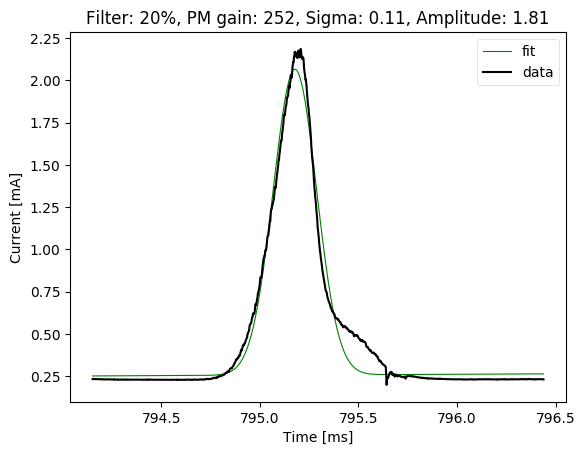 Filter: 20%, PM gain: 252, Sigma: 0.11, Amplitude: 1.81
fit
data
2.25
2.00
1.75
1.50
1.25
1.00
0.75
0.50
0.25
Current [mA]
794.5
795.0
795.5
796.0
796.5
Time [ms]